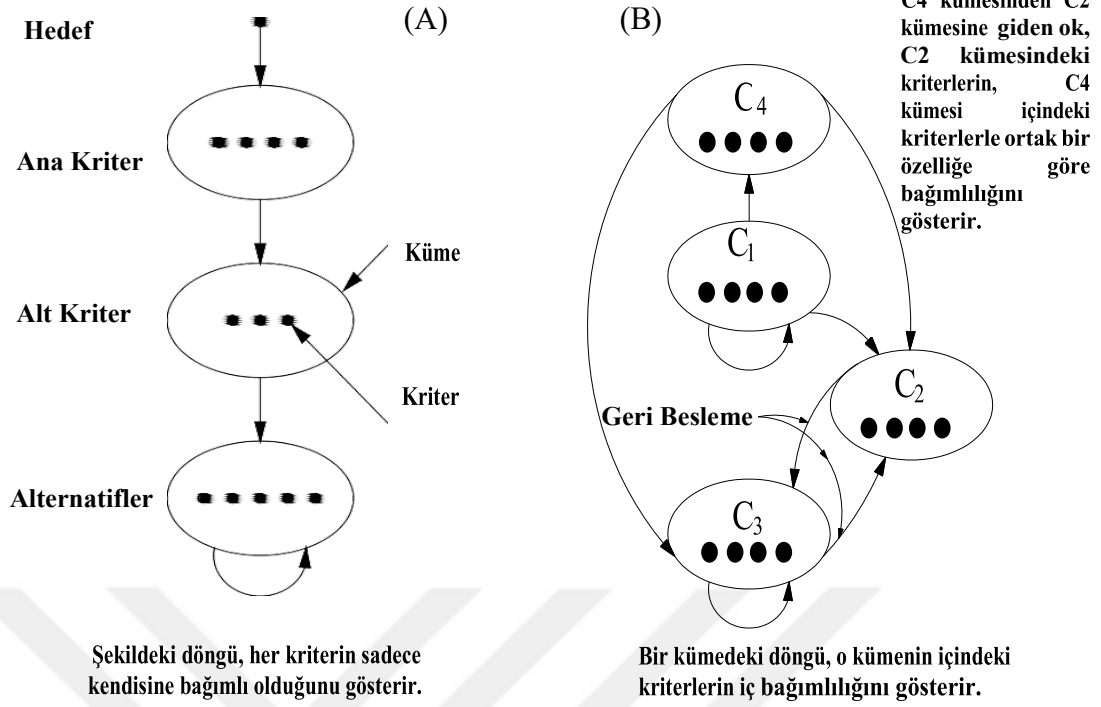 (A)
Hedef
Ana Kriter
Alt Kriter
Küme
Kriter
Alternatifler
Şekildeki döngü, her kriterin sadece
kendisine bağımlı olduğunu gösterir.
(B)
C4 kümesinden C2
kümesine giden ok,
C2 kümesindeki
kriterlerin, C4
kümesi içindeki
kriterlerle ortak bir
özelliğe göre
bağımlılığını
gösterir.
C4
C1
C2
Geri Besleme
C3
Bir kümedeki döngü, o kümenin içindeki
kriterlerin iç bağımlılığını gösterir.